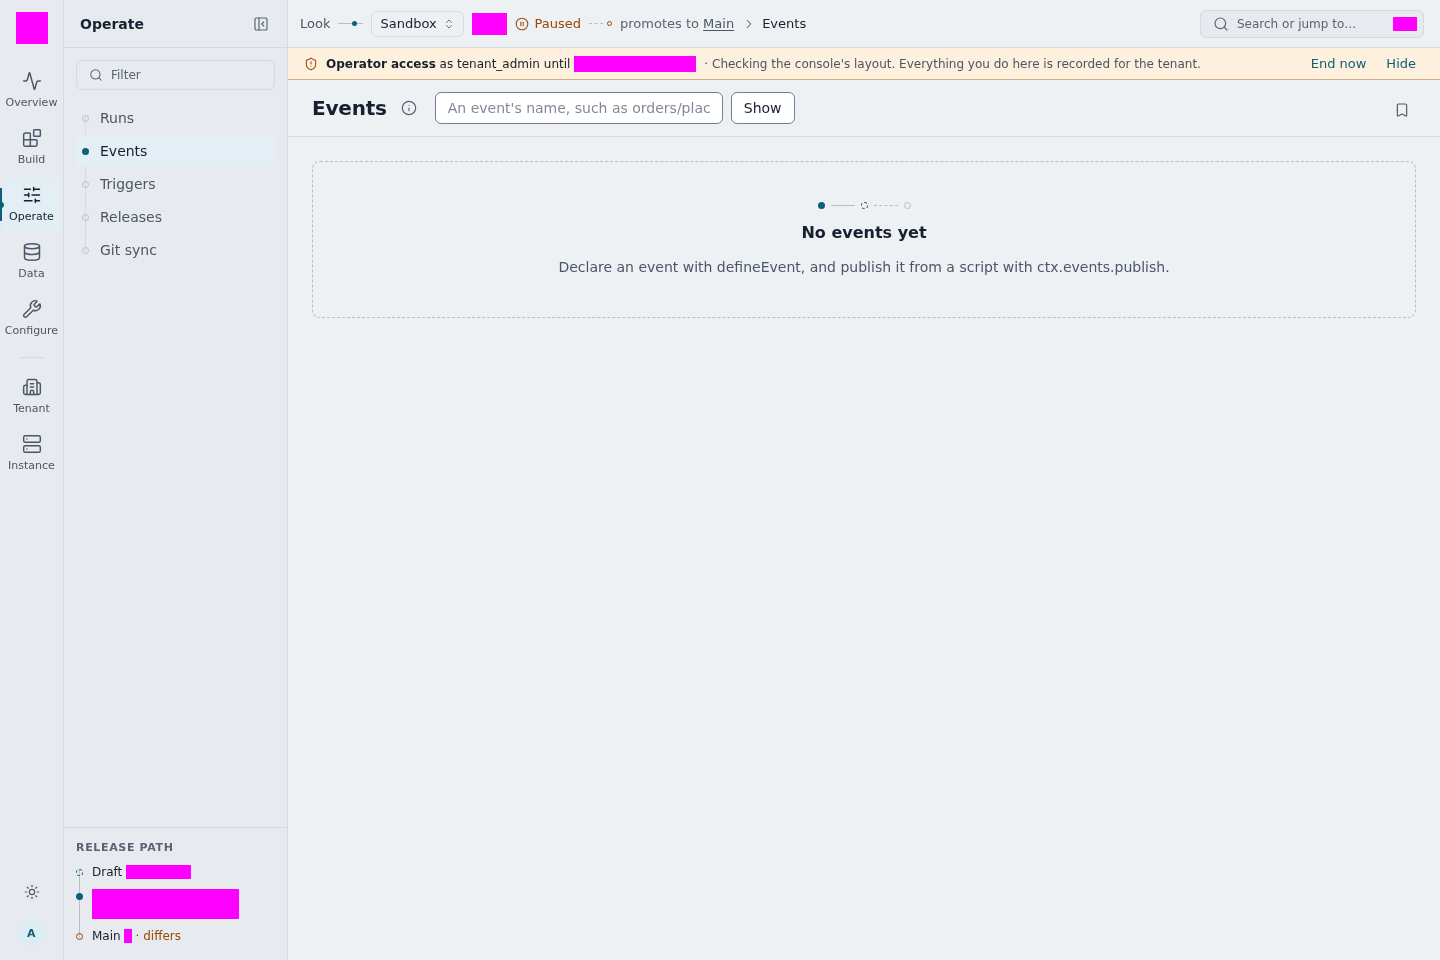 Operate
Look
Sandbox
Paused
promotes to Main
Events
Search or jump to…
Operator access as tenant_admin until
· Checking the console's layout. Everything you do here is recorded for the tenant.
End now
Hide
Overview
Build
Operate
Data
Configure
Tenant
Instance
A
Filter
Runs
Events
Triggers
Releases
Git sync
RELEASE PATH
Draft
Main · differs
Events
An event's name, such as orders/plac
Show
No events yet
Declare an event with defineEvent, and publish it from a script with ctx.events.publish.